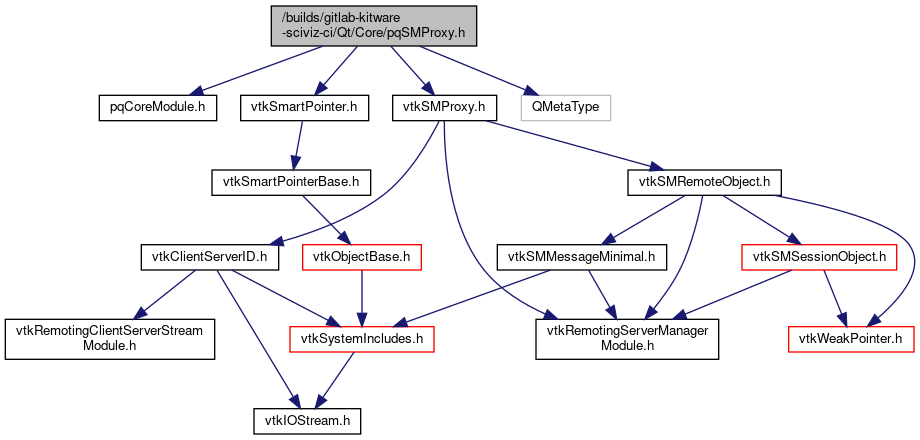 /builds/gitlab-kitware
-sciviz-ci/Qt/Core/pqSMProxy.h
pqCoreModule.h
vtkSmartPointer.h
vtkSMProxy.h
QMetaType
vtkSmartPointerBase.h
vtkSMRemoteObject.h
vtkClientServerID.h
vtkObjectBase.h
vtkSMMessageMinimal.h
vtkSMSessionObject.h
vtkRemotingClientServerStream
Module.h
vtkSystemIncludes.h
vtkRemotingServerManager
Module.h
vtkWeakPointer.h
vtkIOStream.h